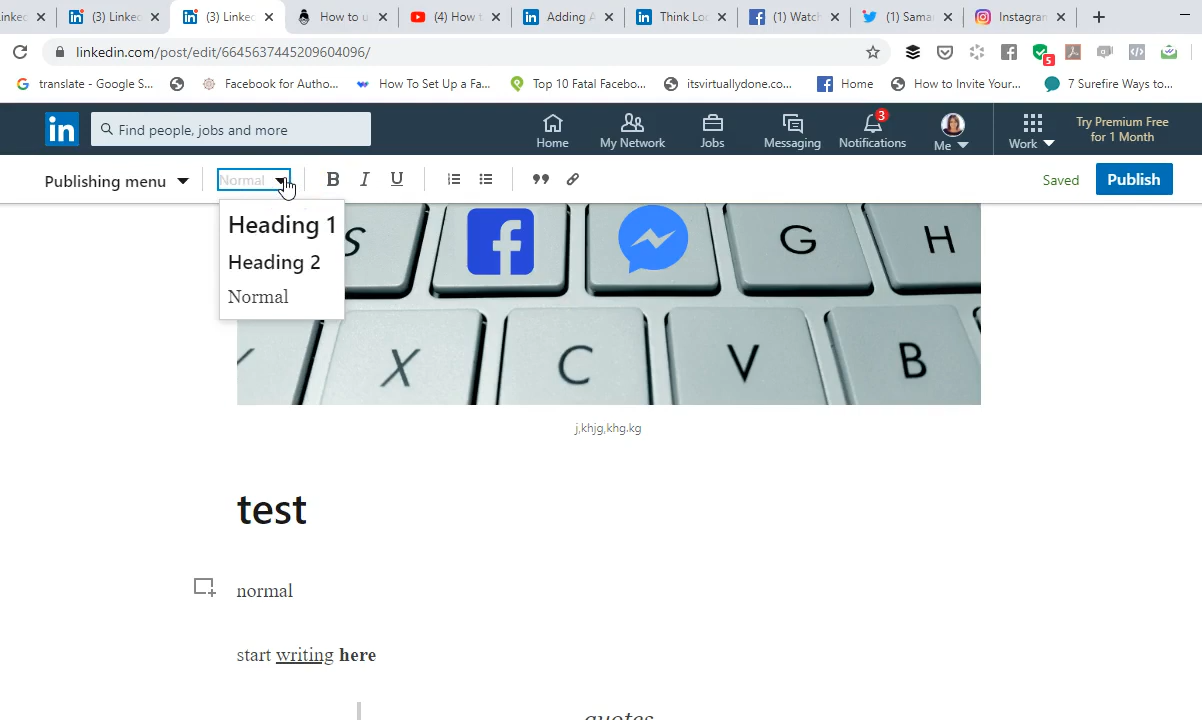 Linked
(3) Linked
(3) Linked
How to u
(4) How t
Adding A
Think Loc
(1) Watch
(1) Sama
Instagram
linkedin.com/post/edit/6645637445209604096/
5
translate - Google S...
Facebook for Autho...
How To Set Up a Fa...
Top 10 Fatal Facebo...
itsvirtuallydone.co...
Home
How to Invite Your...
7 Surefire Ways to...
in
Find people, jobs and more
Home
My Network
Jobs
Messaging
3
Notifications
Me
Work
Try Premium Free
for 1 Month
Publishing menu
Normal
B I U
Saved
Publish
Heading 1
Heading 2
Normal
S
G
H
X
C
V
B
j,khjg,khg.kg
test
normal
start writing here
quotes